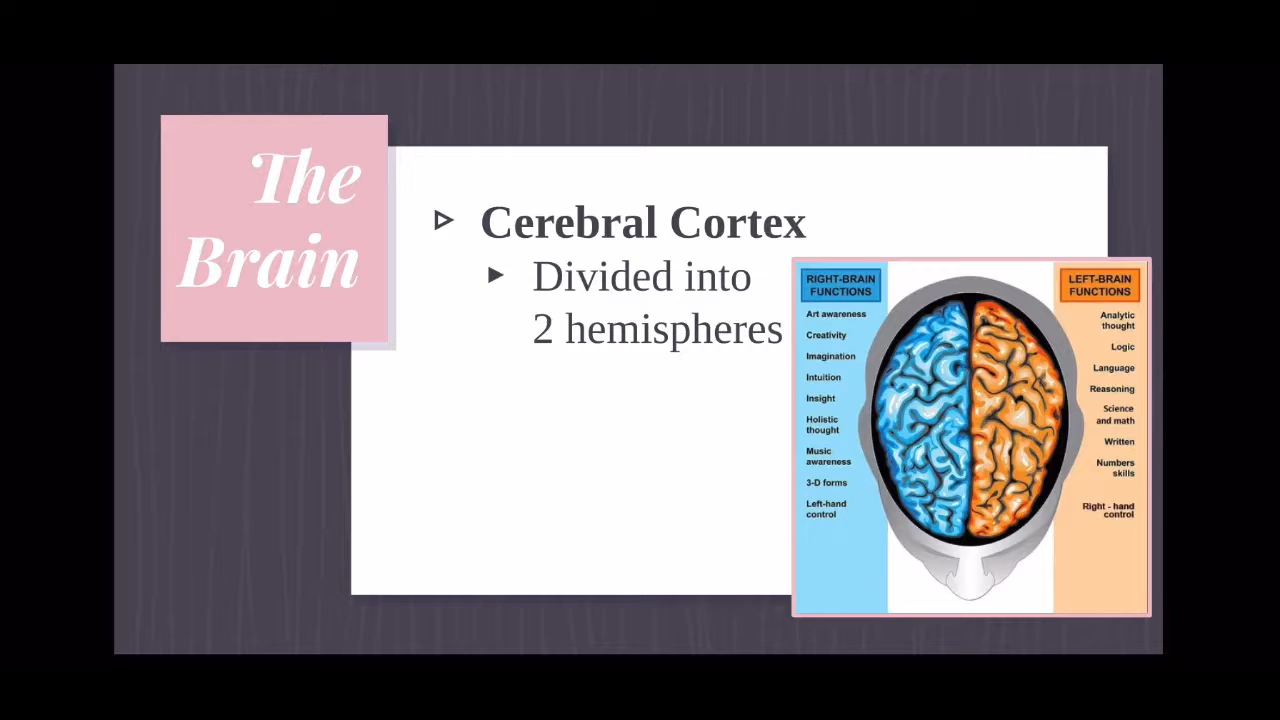 The
Brain
Cerebral Cortex
Divided into
2 hemispheres
RIGHT-BRAIN
FUNCTIONS
Art awareness
Creativity
Imagination
Intuition
Insight
Holistic
thought
Music
awareness
3-D forms
Left-hand
control
LEFT-BRAIN
FUNCTIONS
Analytic
thought
Logic
Language
Reasoning
Science
and math
Written
Numbers
skills
Right - hand
control